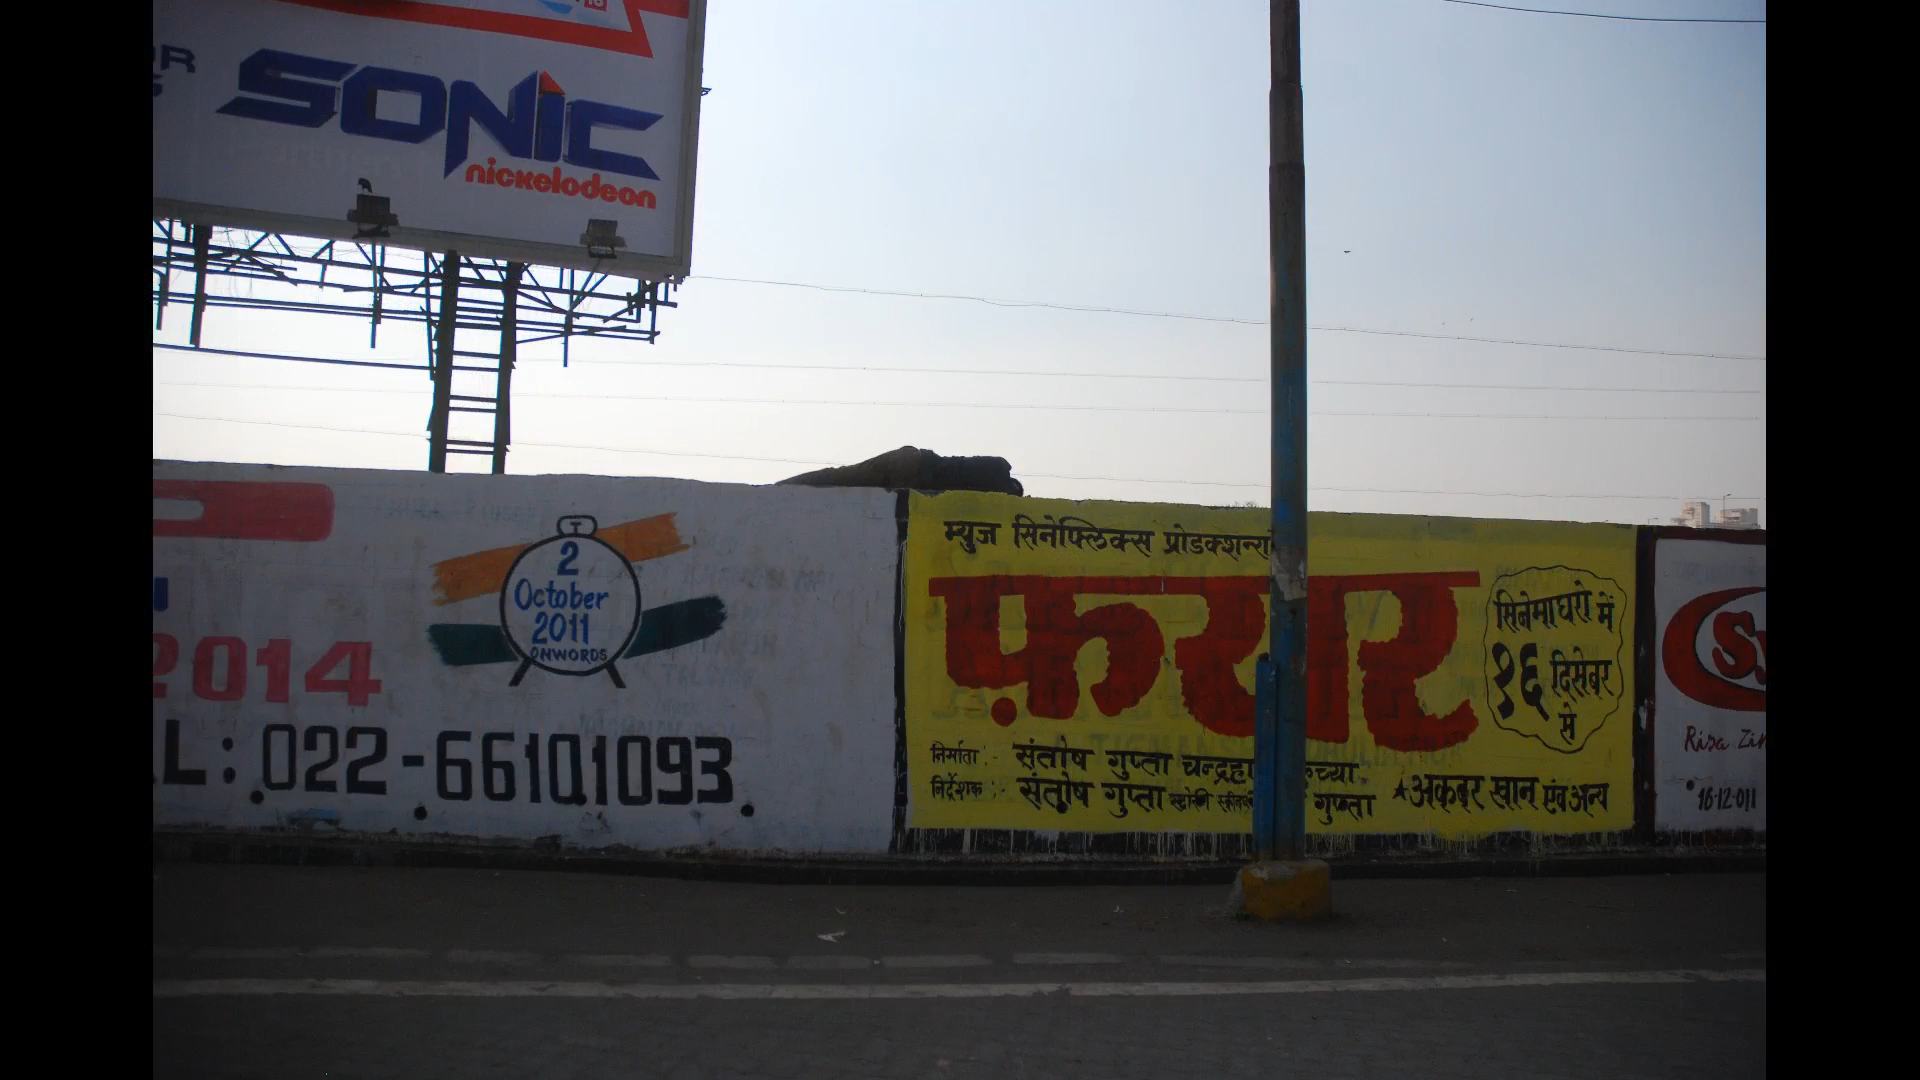 SONIC
nickelodeon
2
October
2011
ONWORDS
2014
L: 022-66101093
म्युज सिनेफ्लिक्स प्रोडक्शन्स
फ़रार
सिनेमाघरो में
१६ दिसेंबर
से
निर्माता:- संतोष गुप्ता
निर्देशक:- संतोष गुप्ता गुप्ता ★अकबर खान एंव अन्य
Risa
16-12-011